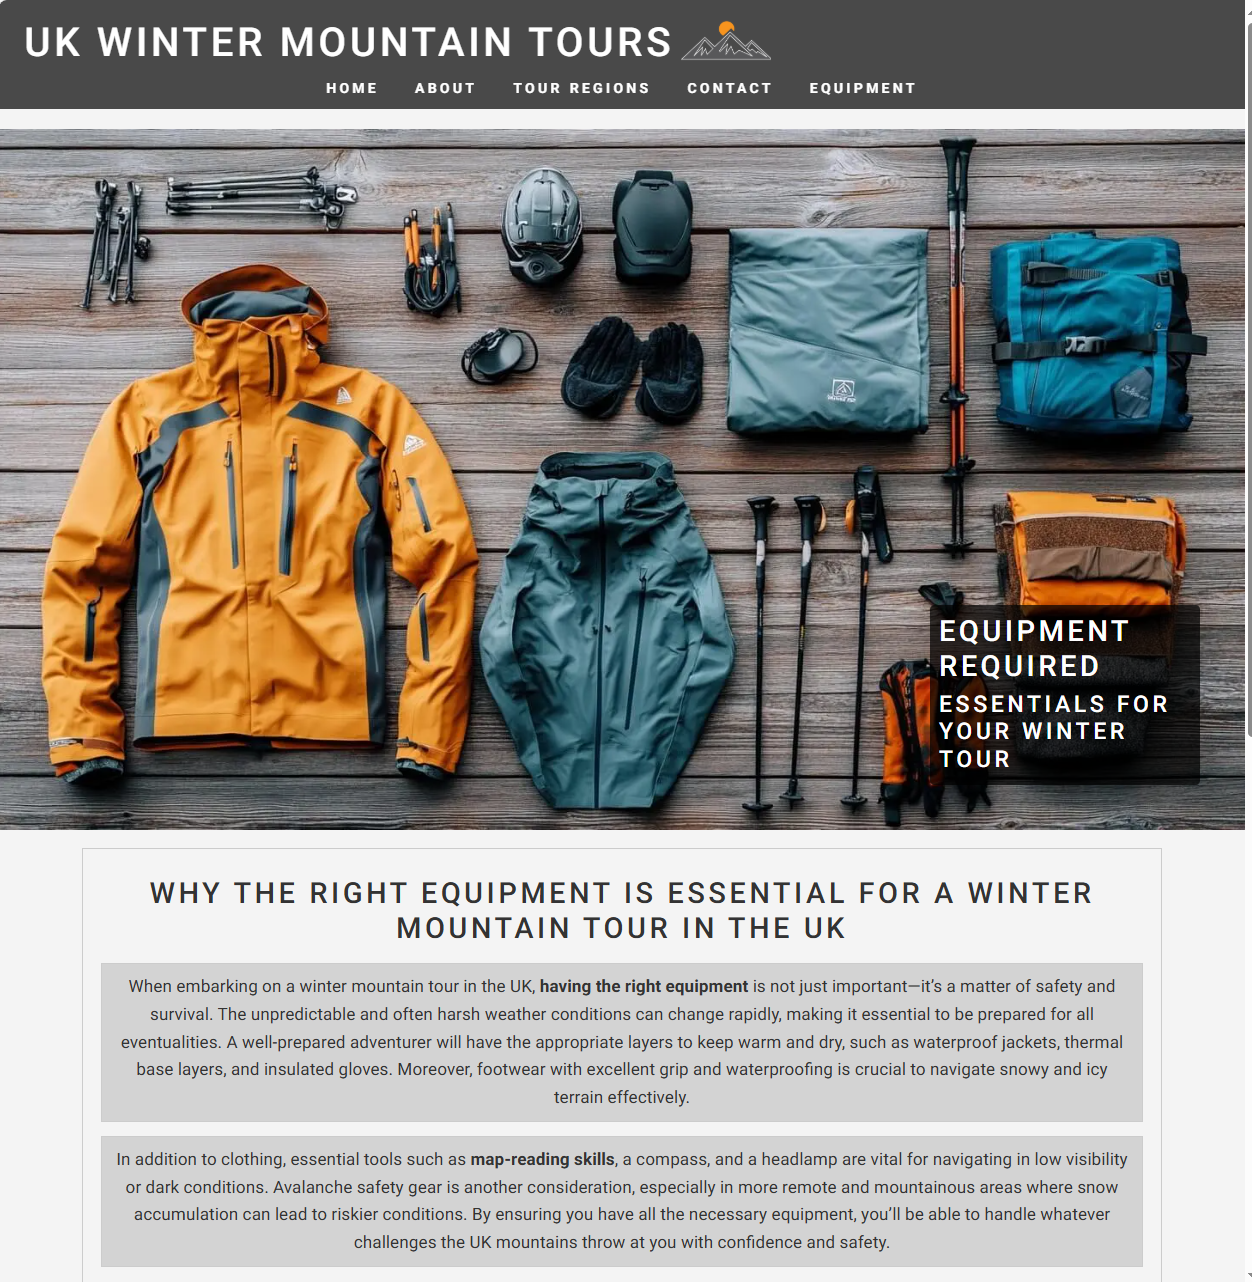 UK WINTER MOUNTAIN TOURS
HOME ABOUT TOUR REGIONS CONTACT EQUIPMENT
EQUIPMENT
REQUIRED
ESSENTIALS FOR
YOUR WINTER
TOUR
WHY THE RIGHT EQUIPMENT IS ESSENTIAL FOR A WINTER
MOUNTAIN TOUR IN THE UK
When embarking on a winter mountain tour in the UK, having the right equipment is not just important—it’s a matter of safety and
survival. The unpredictable and often harsh weather conditions can change rapidly, making it essential to be prepared for all
eventualities. A well-prepared adventurer will have the appropriate layers to keep warm and dry, such as waterproof jackets, thermal
base layers, and insulated gloves. Moreover, footwear with excellent grip and waterproofing is crucial to navigate snowy and icy
terrain effectively.
In addition to clothing, essential tools such as map-reading skills, a compass, and a headlamp are vital for navigating in low visibility
or dark conditions. Avalanche safety gear is another consideration, especially in more remote and mountainous areas where snow
accumulation can lead to riskier conditions. By ensuring you have all the necessary equipment, you’ll be able to handle whatever
challenges the UK mountains throw at you with confidence and safety.